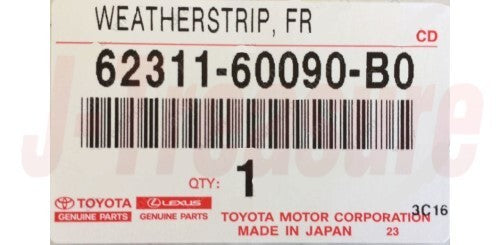 WEATHERSTRIP, FR
CD
62311-60090-B0
J-Treasure
QTY: 1
TOYOTA LEXUS
GENUINE PARTS GENUINE PARTS
3C16
TOYOTA MOTOR CORPORATION
MADE IN JAPAN 23